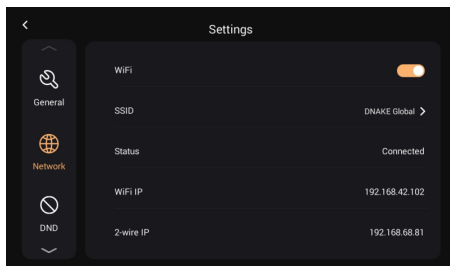 Settings
General
Network
DND
WiFi
SSID DNAKE Global
Status Connected
WiFi IP 192.168.42.102
2-wire IP 192.168.68.81